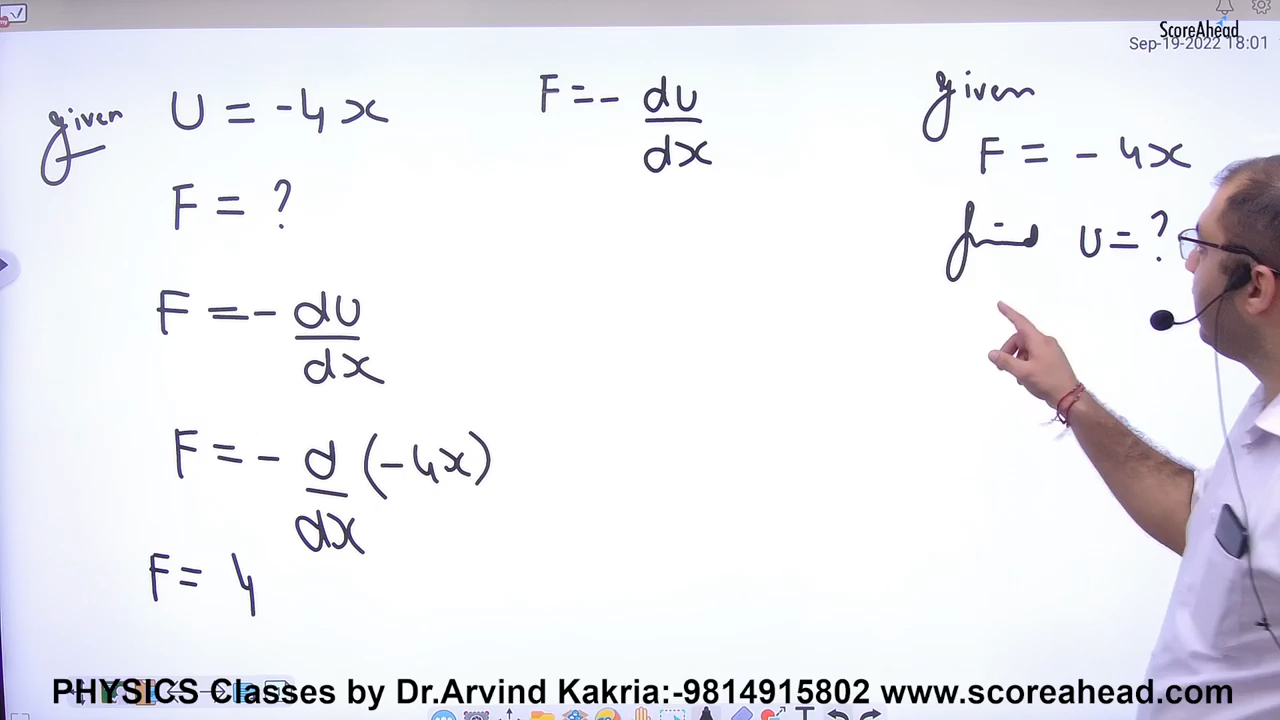 ScoreAhead
Sep-19-2022 18:01
given U = -4x
F = ?
F = - dU
dx
F = - d (-4x)
dx
F = 4
F = - dU
dx
given
F = - 4x
find U = ?
PHYSICS Classes by Dr.Arvind Kakria:-9814915802 www.scoreahead.com